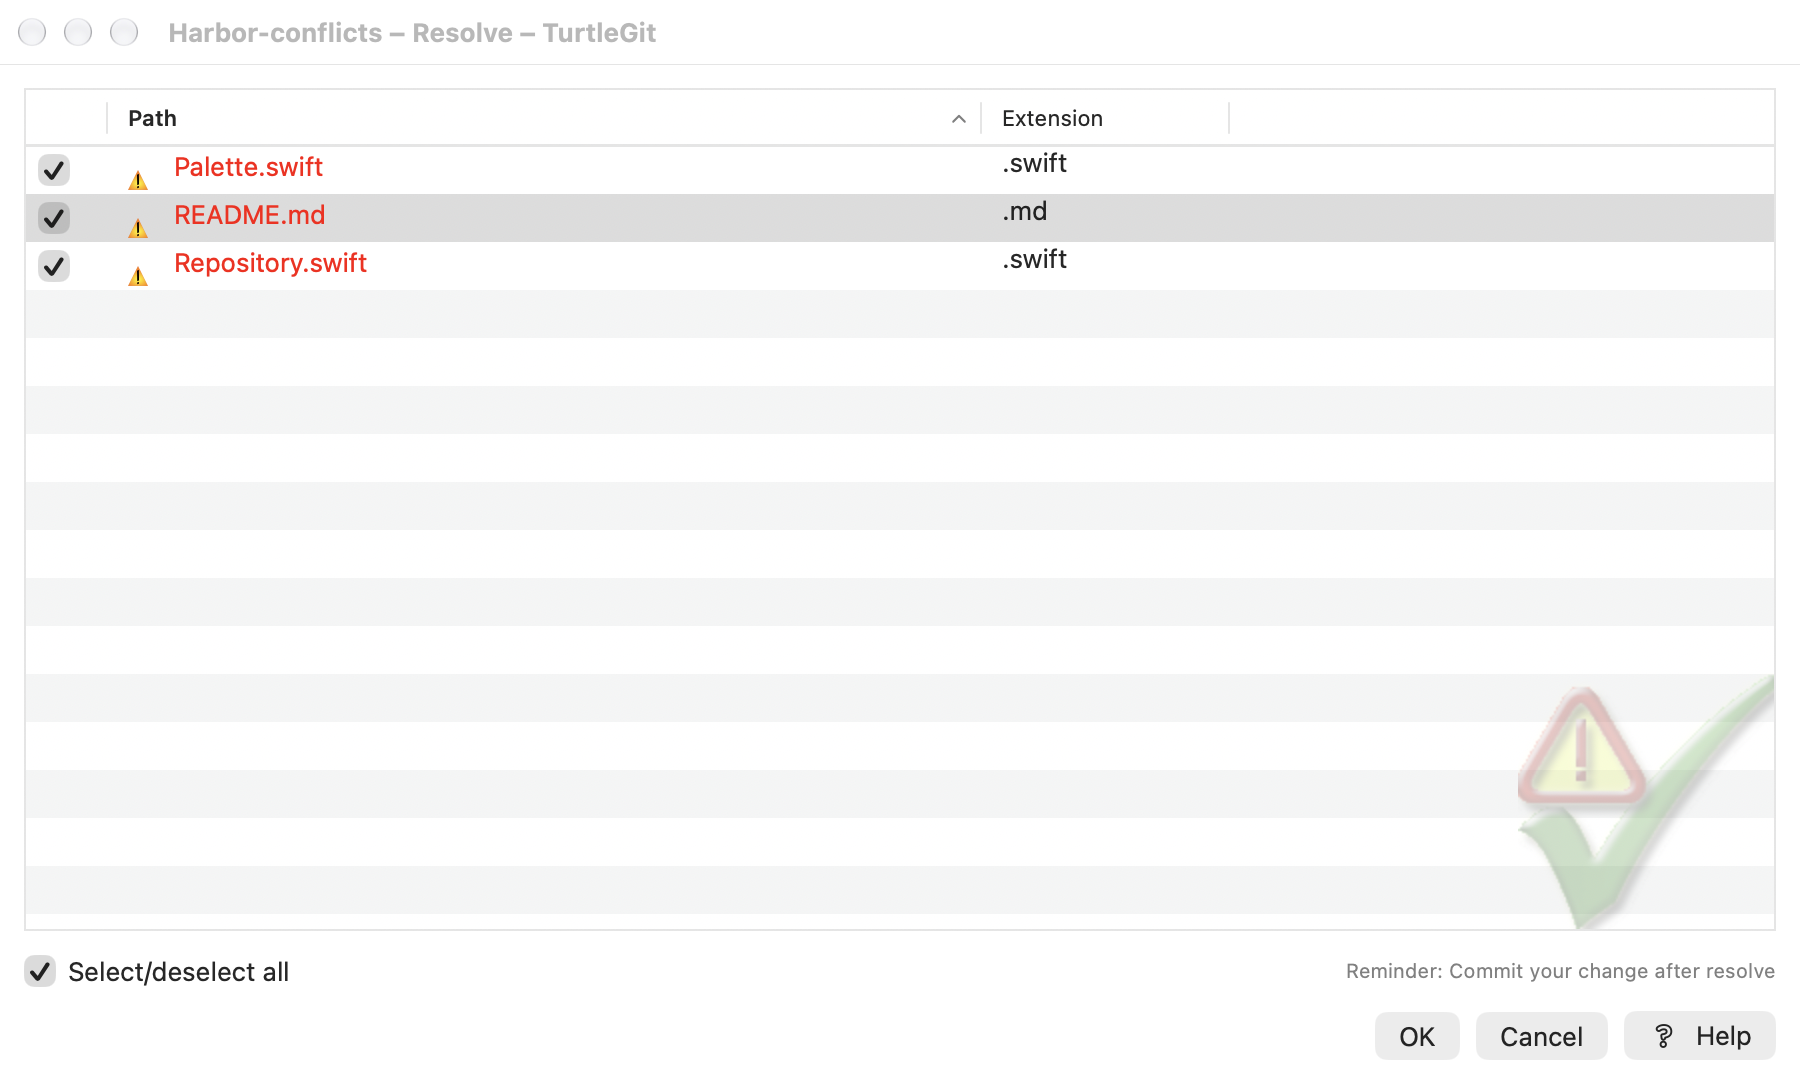 Harbor-conflicts – Resolve – TurtleGit
Path Extension
Palette.swift .swift
README.md .md
Repository.swift .swift
Select/deselect all
Reminder: Commit your change after resolve
OK Cancel ? Help